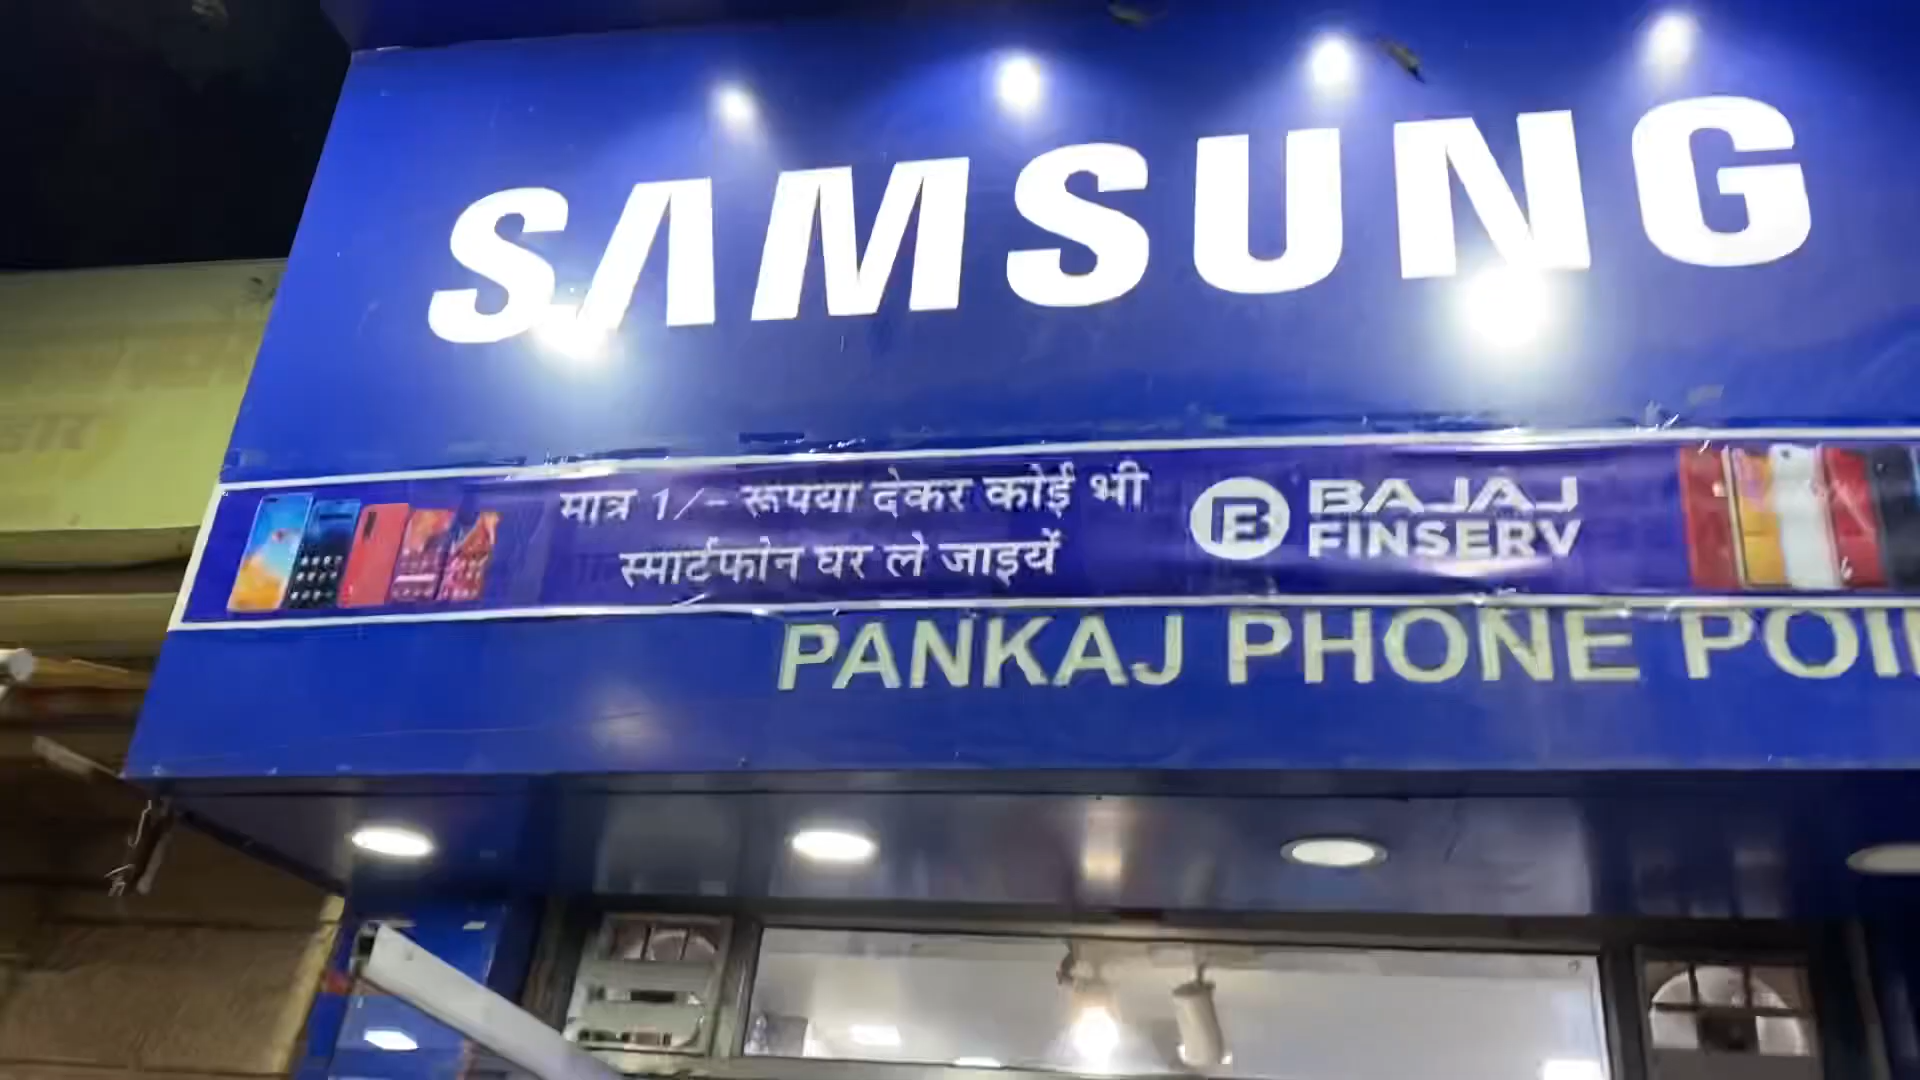 SAMSUNG
मात्र 1/- रूपया देकर कोई भी
स्मार्टफोन घर ले जाइयें
BAJAJ
FINSERV
PANKAJ PHONE